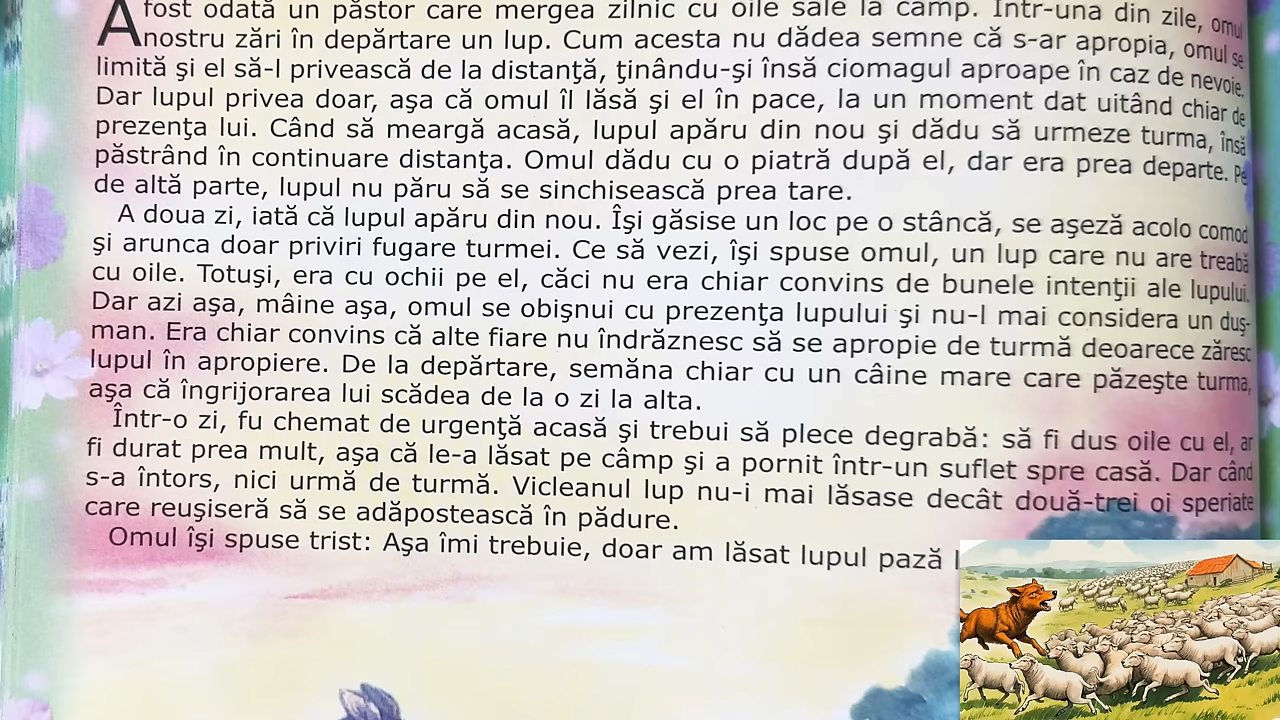 A fost odată un păstor care mergea zilnic cu oile sale la câmp. Într-una din zile, omul
nostru zări în depărtare un lup. Cum acesta nu dădea semne că s-ar apropia, omul se
limită şi el să-l privească de la distanţă, ţinându-şi însă ciomagul aproape în caz de nevoie.
Dar lupul privea doar, aşa că omul îl lăsă şi el în pace, la un moment dat uitând chiar de
prezenţa lui. Când să meargă acasă, lupul apăru din nou şi dădu să urmeze turma, însă
păstrând în continuare distanţa. Omul dădu cu o piatră după el, dar era prea departe. Pe
de altă parte, lupul nu păru să se sinchisească prea tare.
A doua zi, iată că lupul apăru din nou. Îşi găsise un loc pe o stâncă, se aşeză acolo comod
şi arunca doar priviri fugare turmei. Ce să vezi, îşi spuse omul, un lup care nu are treabă
cu oile. Totuşi, era cu ochii pe el, căci nu era chiar convins de bunele intenţii ale lupului.
Dar azi aşa, mâine aşa, omul se obişnui cu prezenţa lupului şi nu-l mai considera un duş-
man. Era chiar convins că alte fiare nu îndrăznesc să se apropie de turmă deoarece zăresc
lupul în apropiere. De la depărtare, semăna chiar cu un câine mare care păzeşte turma,
aşa că îngrijorarea lui scădea de la o zi la alta.
Într-o zi, fu chemat de urgenţă acasă şi trebui să plece degrabă: să fi dus oile cu el, ar
fi durat prea mult, aşa că le-a lăsat pe câmp şi a pornit într-un suflet spre casă. Dar când
s-a întors, nici urmă de turmă. Vicleanul lup nu-i mai lăsase decât două-trei oi speriate
care reuşiseră să se adăpostească în pădure.
Omul îşi spuse trist: Aşa îmi trebuie, doar am lăsat lupul pază